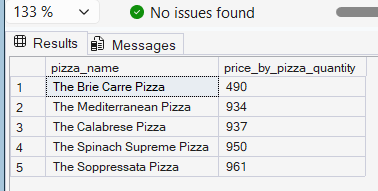 133 % No issues found
Results Messages
pizza_name price_by_pizza_quantity
1 The Brie Carre Pizza 490
2 The Mediterranean Pizza 934
3 The Calabrese Pizza 937
4 The Spinach Supreme Pizza 950
5 The Soppressata Pizza 961